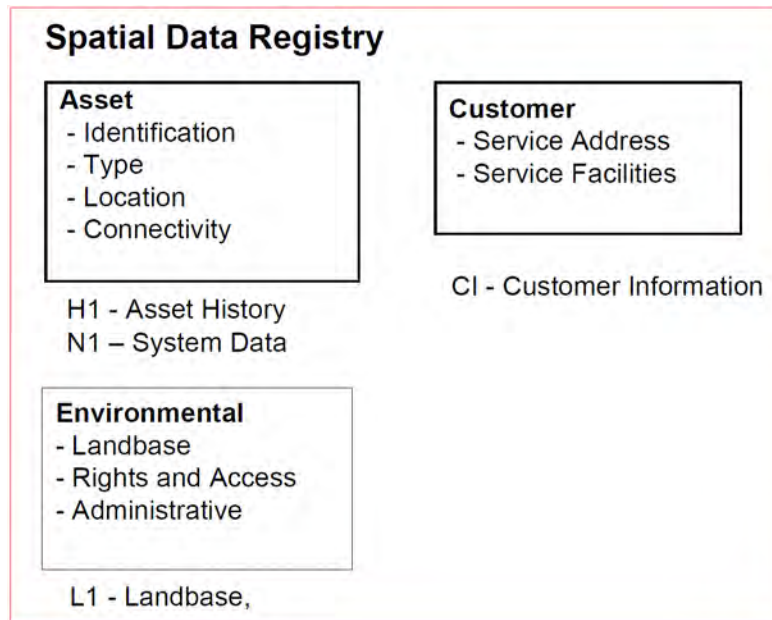 Spatial Data Registry
Asset
- Identification
- Type
- Location
- Connectivity
H1 - Asset History
N1 – System Data
Customer
- Service Address
- Service Facilities
CI - Customer Information
Environmental
- Landbase
- Rights and Access
- Administrative
L1 - Landbase,